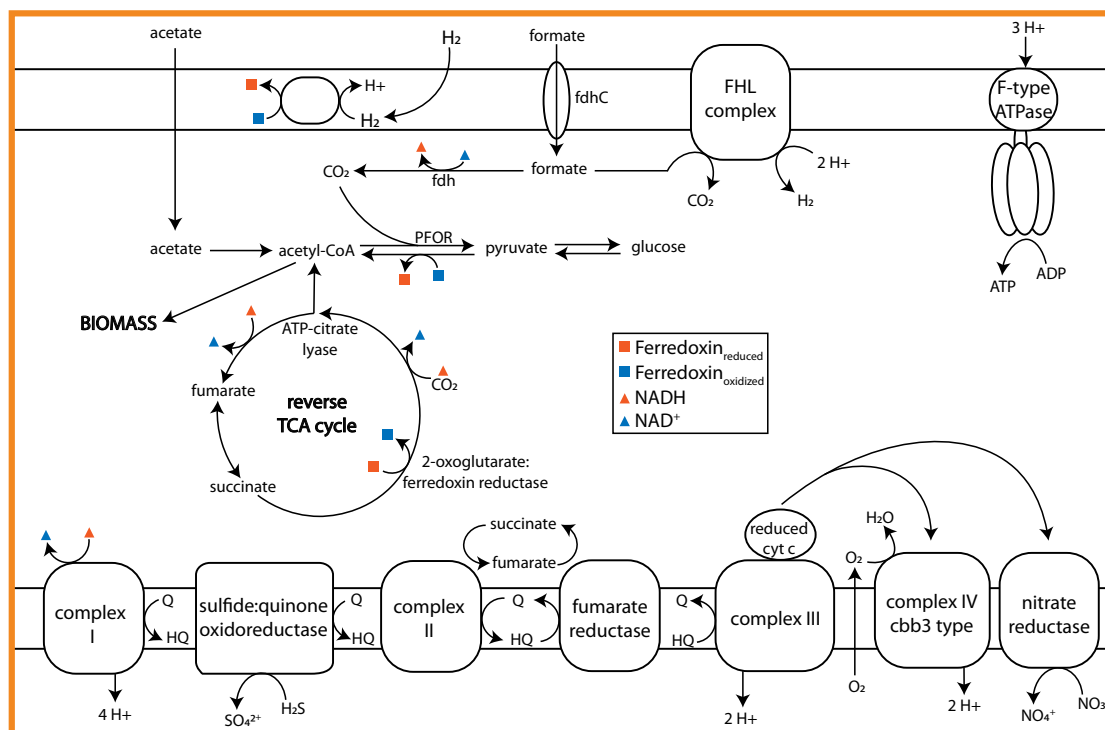 acetate
H₂
formate
3 H+
H+
H₂
fdhC
FHL
complex
F-type
ATPase
CO₂
fdh
formate
CO₂
2 H+
H₂
acetate
acetyl-CoA
PFOR
pyruvate
glucose
ATP
ADP
BIOMASS
ATP-citrate
lyase
fumarate
CO₂
reverse
TCA cycle
succinate
2-oxoglutarate:
ferredoxin reductase
Ferredoxin reduced
Ferredoxin oxidized
NADH
NAD⁺
succinate
fumarate
reduced
cyt c
H₂O
O₂
complex
I
Q
HQ
sulfide:quinone
oxidoreductase
Q
HQ
complex
II
Q
HQ
fumarate
reductase
Q
HQ
complex III
complex IV
cbb3 type
nitrate
reductase
4 H+
SO₄²⁺
H₂S
2 H+
O₂
2 H+
NO₄⁺
NO₃